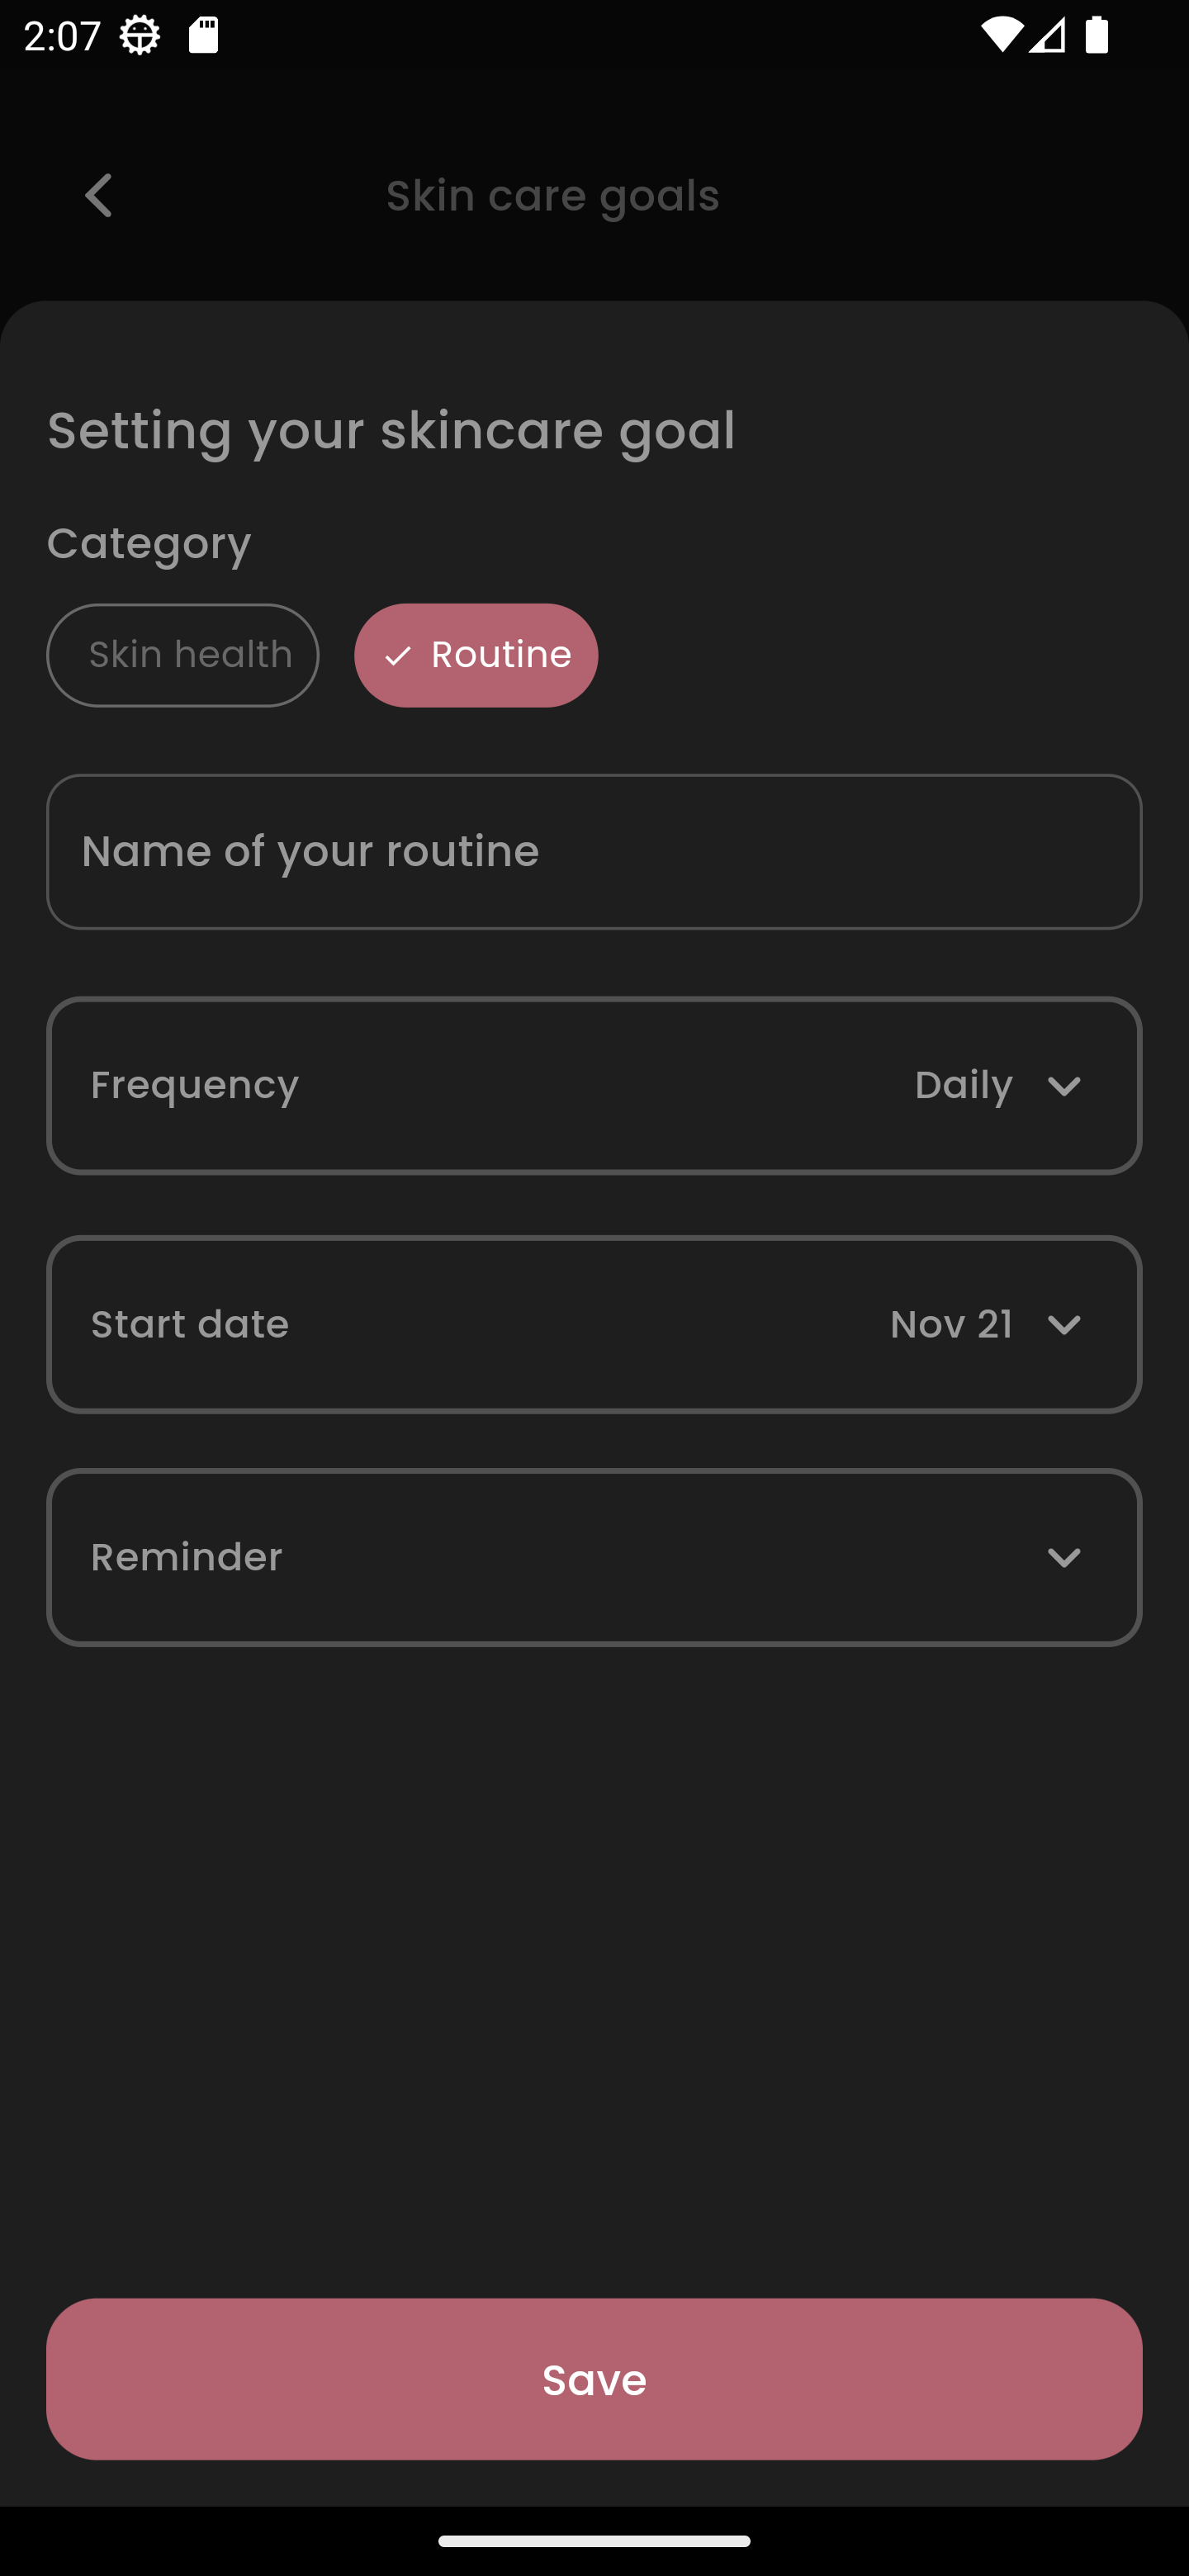 2:07
Skin care goals
Setting your skincare goal
Category
Skin health
Routine
Name of your routine
Frequency
Daily
Start date
Nov 21
Reminder
Save